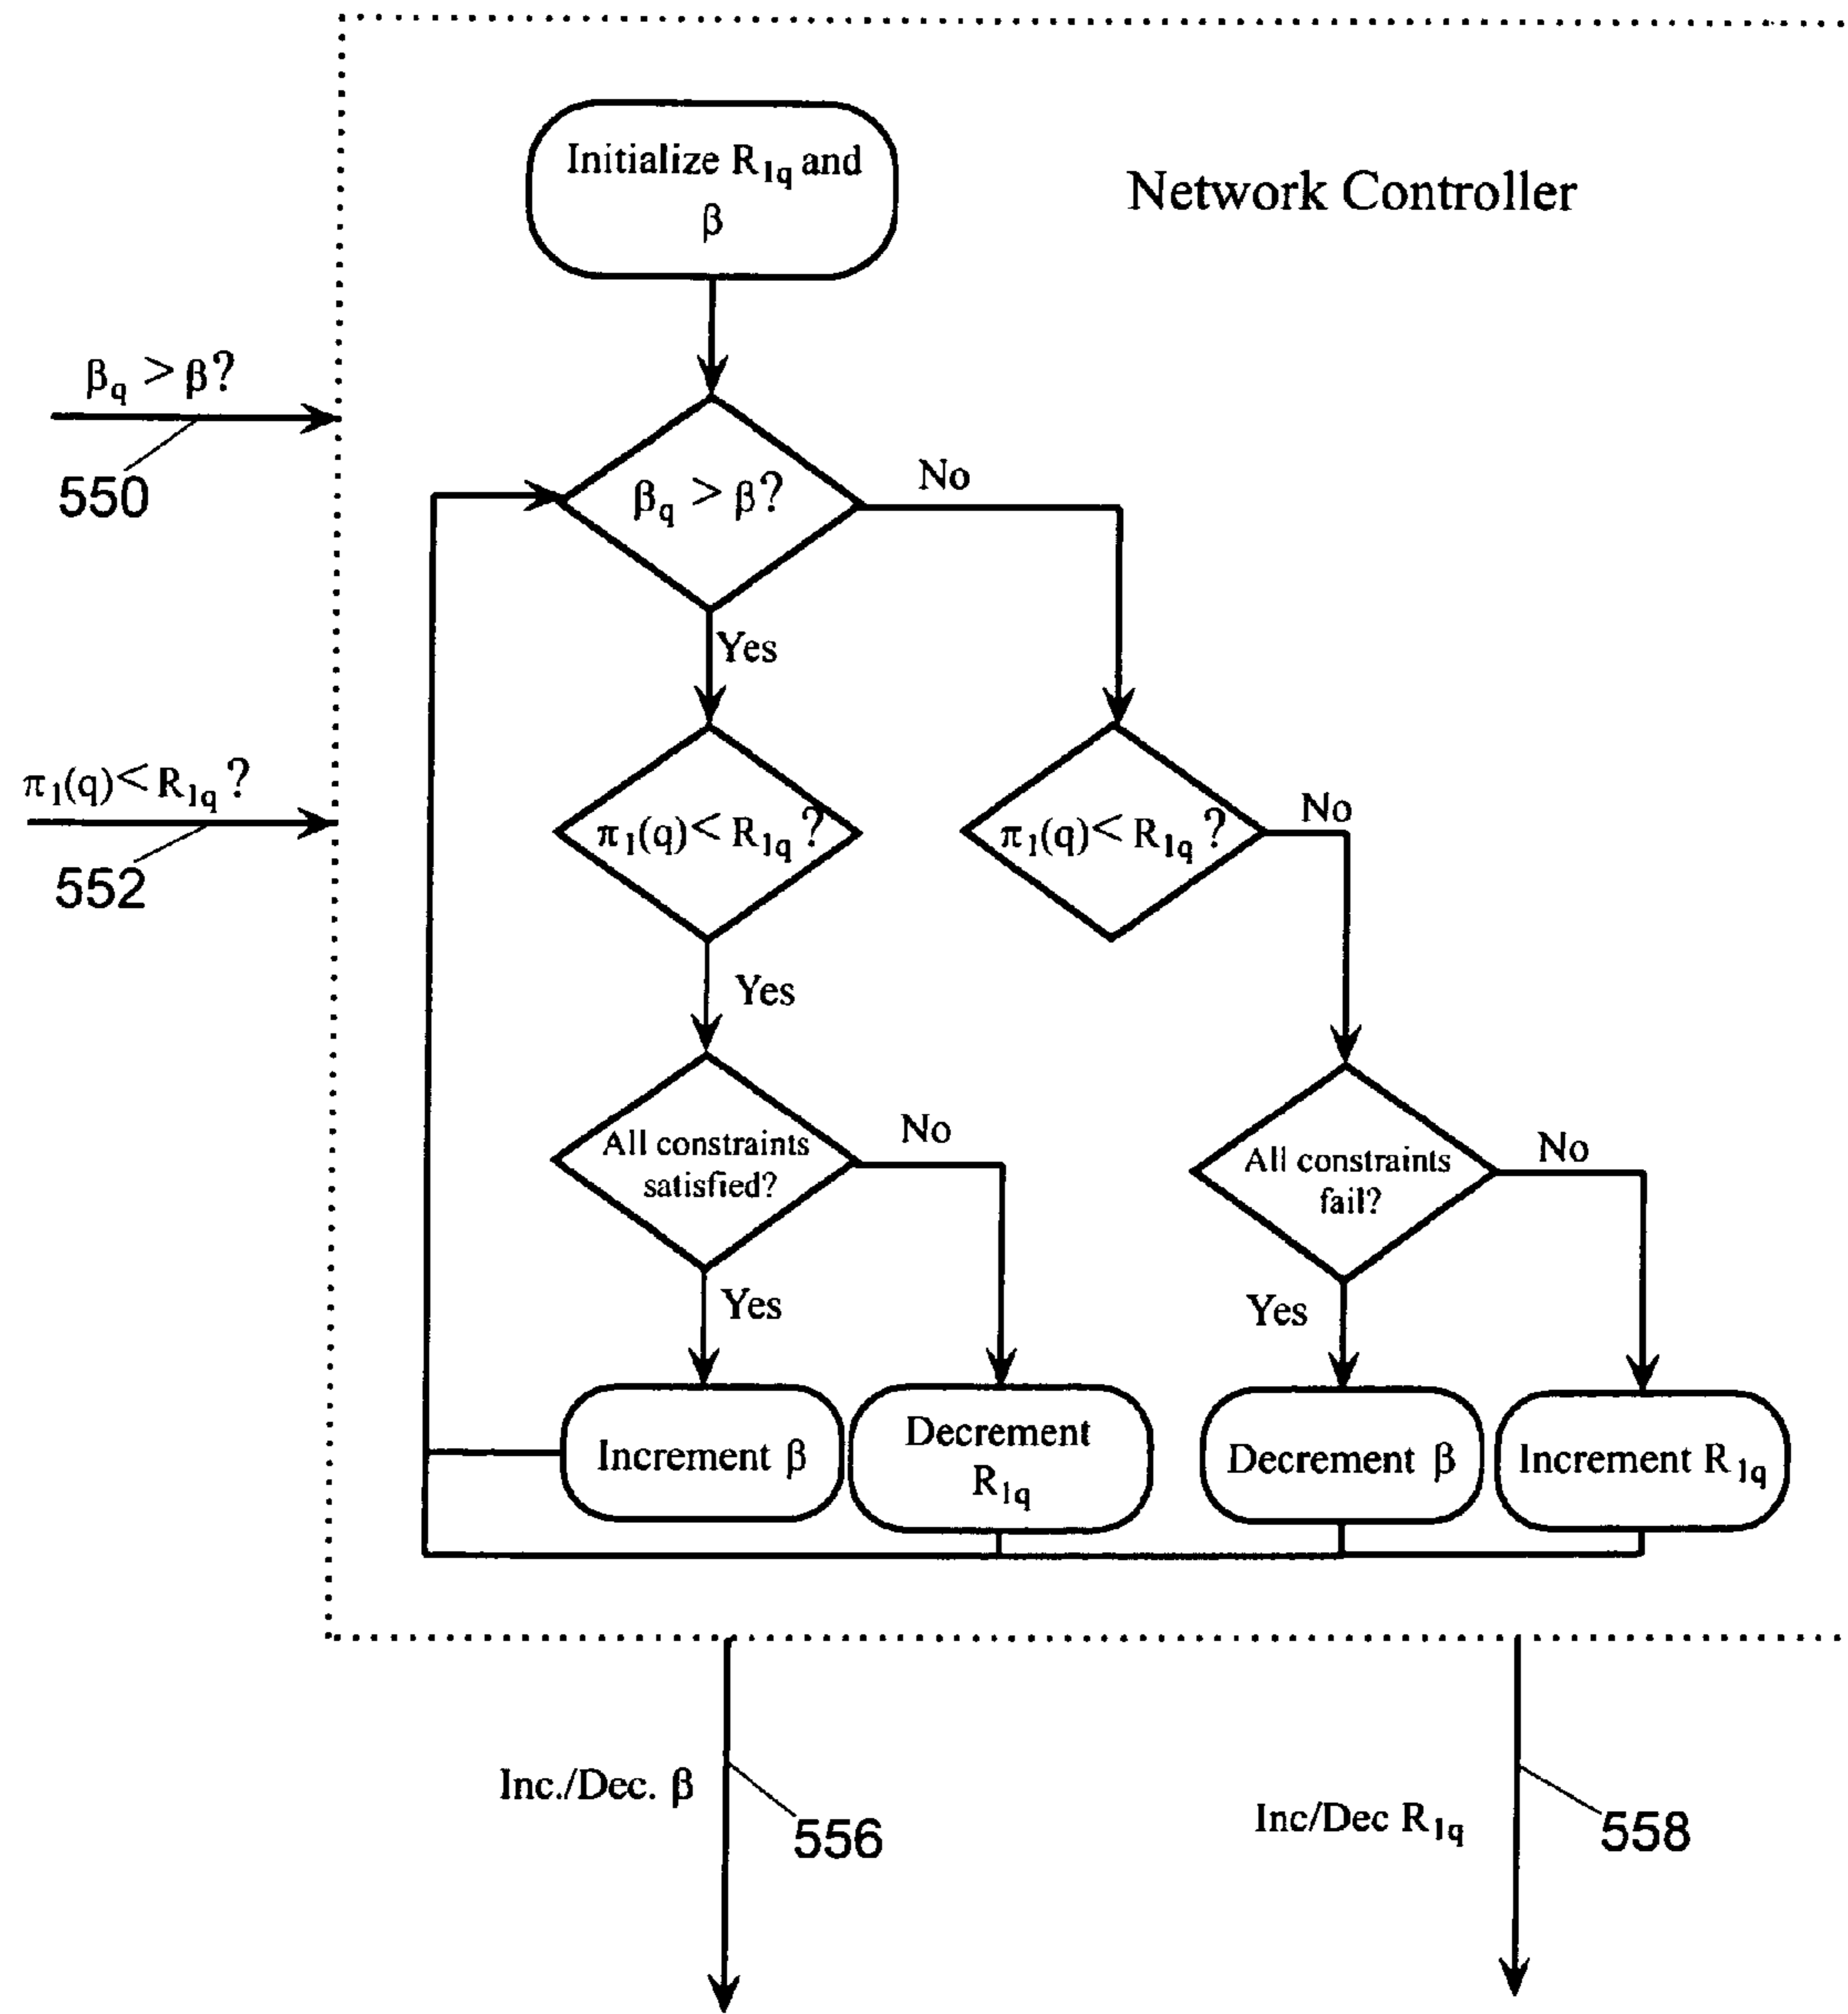 Network Controller
Initialize R1q and
β
βq > β?
550
βq > β?
No
Yes
π1(q)< R1q ?
552
π1(q)< R1q ?
π1(q)< R1q ?
No
Yes
All constraints
satisfied?
No
All constraints
fail?
No
Yes
Yes
Increment β
Decrement
R1q
Decrement β
Increment R1q
Inc./Dec. β
556
Inc/Dec R1q
558